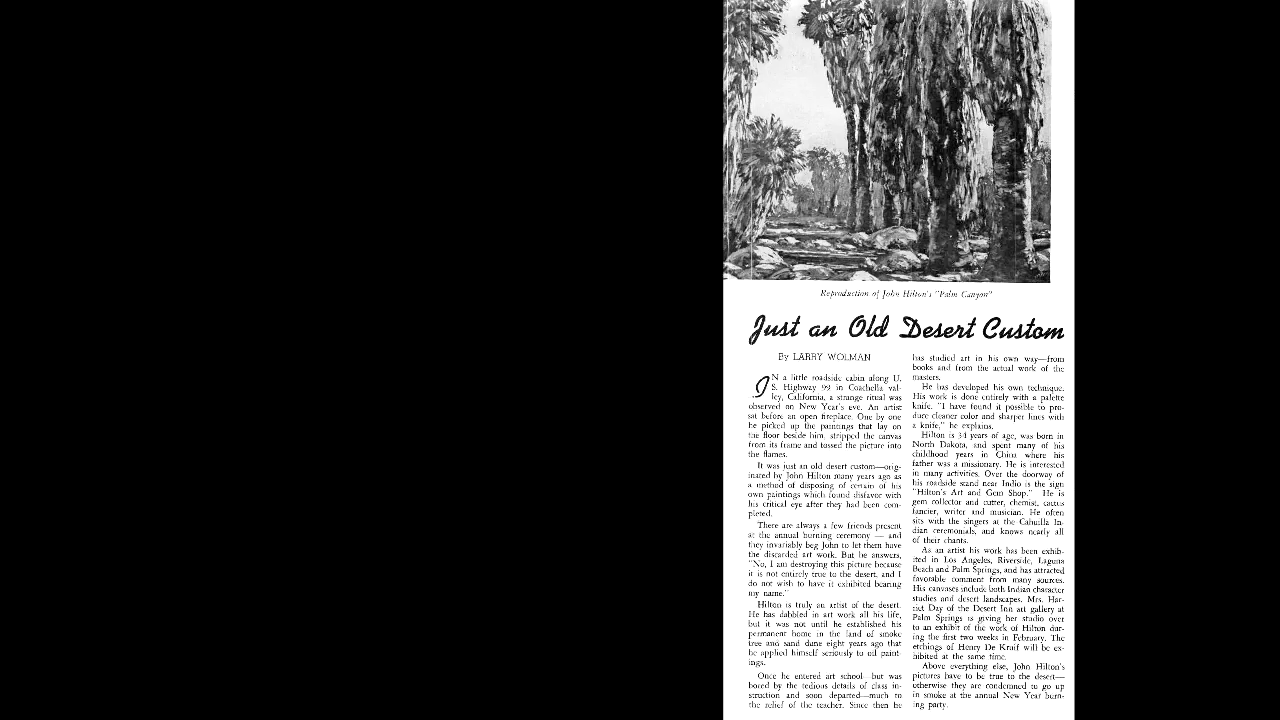 Reproduction of John Hilton's "Palm Canyon"
Just an Old Desert Custom
By LARRY WOLMAN
IN a little roadside cabin along U.
S. Highway 99 in Coachella val-
ley, California, a strange ritual was
observed on New Year's eve. An artist
sat before an open fireplace. One by one
he picked up the paintings that lay on
the floor beside him, stripped the canvas
from its frame and tossed the picture into
the flames.
It was just an old desert custom—orig-
inated by John Hilton many years ago as
a method of disposing of certain of his
own paintings which found disfavor with
his critical eye after they had been com-
pleted.
There are always a few friends present
at the annual burning ceremony — and
they invariably beg John to let them have
the discarded art work. But he answers,
"No, I am destroying this picture because
it is not entirely true to the desert, and I
do not wish to have it exhibited bearing
my name."
Hilton is truly an artist of the desert.
He has dabbled in art work all his life,
but it was not until he established his
permanent home in the land of smoke
tree and sand dune eight years ago that
he applied himself seriously to oil paint-
ings.
Once he entered art school—but was
bored by the tedious details of class in-
struction and soon departed—much to
the relief of the teacher. Since then he
has studied art in his own way—from
books and from the actual work of the
masters.
He has developed his own technique.
His work is done entirely with a palette
knife. "I have found it possible to pro-
duce cleaner color and sharper lines with
a knife," he explains.
Hilton is 34 years of age, was born in
North Dakota, and spent many of his
childhood years in China where his
father was a missionary. He is interested
in many activities. Over the doorway of
his roadside stand near Indio is the sign
"Hilton's Art and Gem Shop." He is
gem collector and cutter, chemist, cactus
fancier, writer and musician. He often
sits with the singers at the Cahuilla In-
dian ceremonials, and knows nearly all
of their chants.
As an artist his work has been exhib-
ited in Los Angeles, Riverside, Laguna
Beach and Palm Springs, and has attracted
favorable comment from many sources.
His canvases include both Indian character
studies and desert landscapes. Mrs. Har-
riet Day of the Desert Inn art gallery at
Palm Springs is giving her studio over
to an exhibit of the work of Hilton dur-
ing the first two weeks in February. The
etchings of Henry De Kruif will be ex-
hibited at the same time.
Above everything else, John Hilton's
pictures have to be true to the desert—
otherwise they are condemned to go up
in smoke at the annual New Year burn-
ing party.